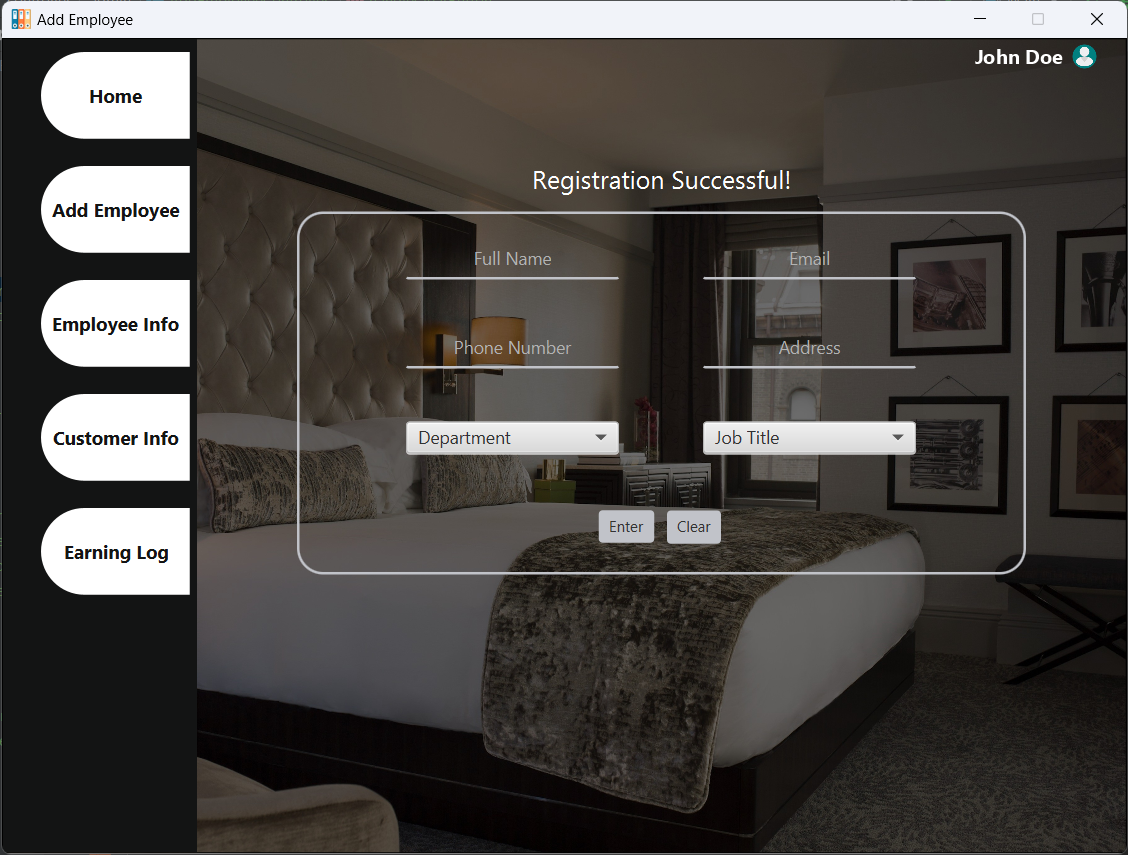 Add Employee
John Doe
Home
Add Employee
Employee Info
Customer Info
Earning Log
Registration Successful!
Full Name
Email
Phone Number
Address
Department
Job Title
Enter
Clear